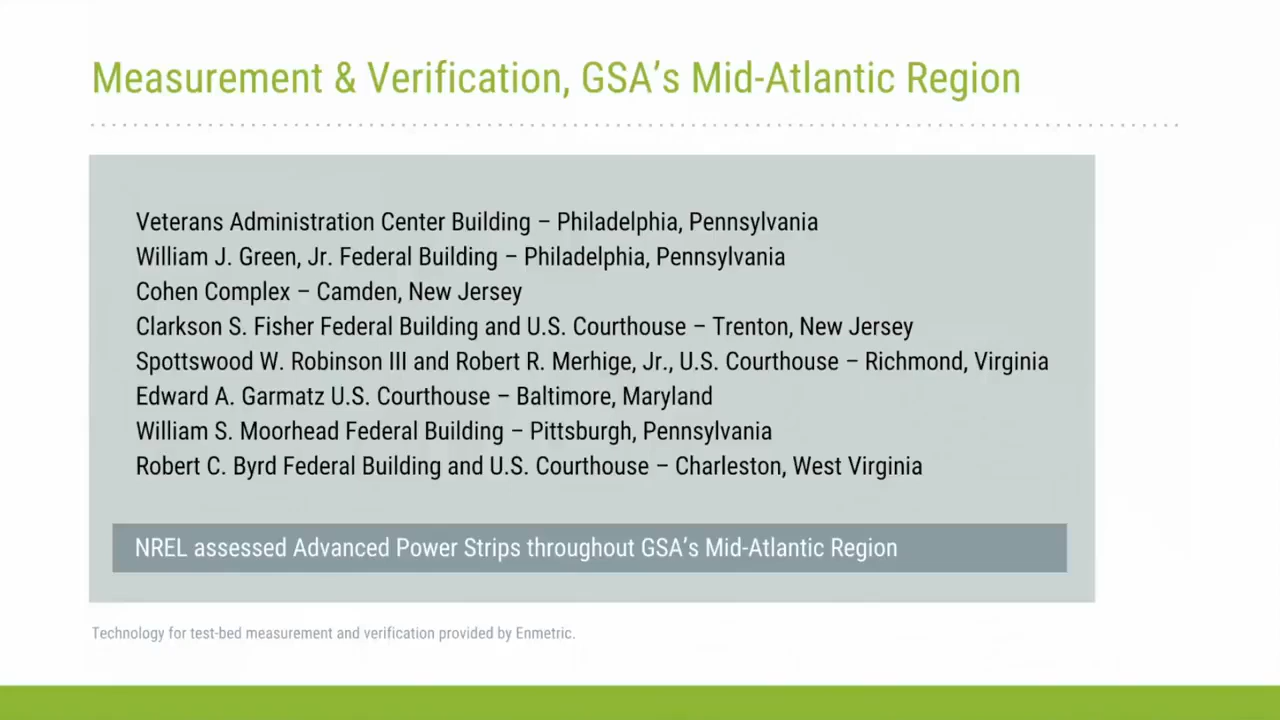 Measurement & Verification, GSA's Mid-Atlantic Region
Veterans Administration Center Building – Philadelphia, Pennsylvania
William J. Green, Jr. Federal Building – Philadelphia, Pennsylvania
Cohen Complex – Camden, New Jersey
Clarkson S. Fisher Federal Building and U.S. Courthouse – Trenton, New Jersey
Spottswood W. Robinson III and Robert R. Merhige, Jr., U.S. Courthouse – Richmond, Virginia
Edward A. Garmatz U.S. Courthouse – Baltimore, Maryland
William S. Moorhead Federal Building – Pittsburgh, Pennsylvania
Robert C. Byrd Federal Building and U.S. Courthouse – Charleston, West Virginia
NREL assessed Advanced Power Strips throughout GSA's Mid-Atlantic Region
Technology for test-bed measurement and verification provided by Enmetric.